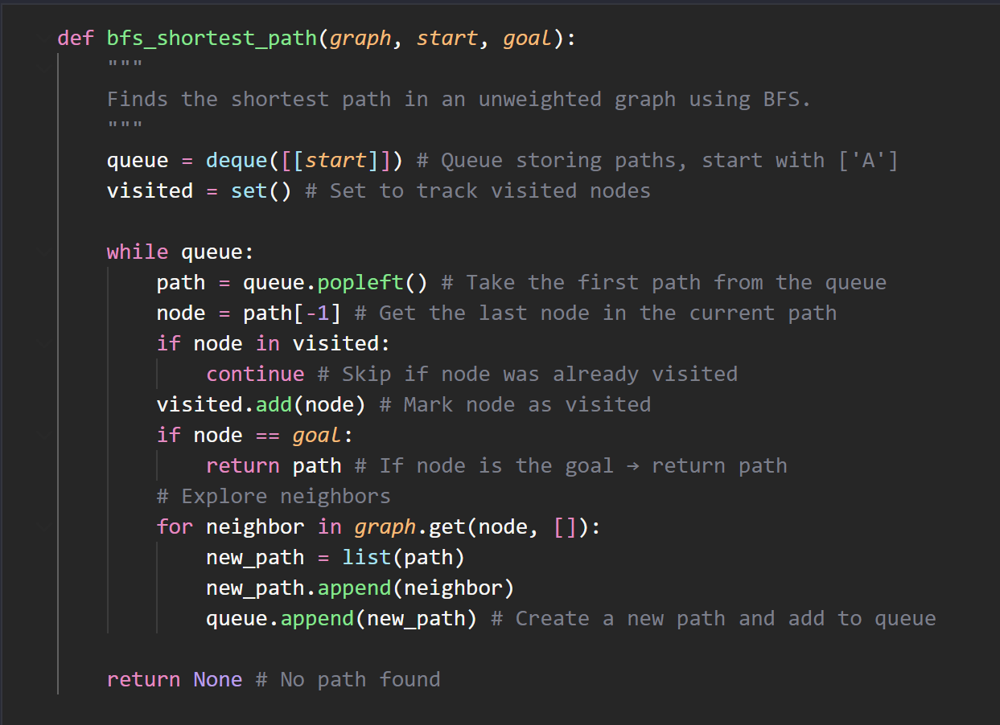 def bfs_shortest_path(graph, start, goal):
    """
    Finds the shortest path in an unweighted graph using BFS.
    """
    queue = deque([[start]]) # Queue storing paths, start with ['A']
    visited = set() # Set to track visited nodes

    while queue:
        path = queue.popleft() # Take the first path from the queue
        node = path[-1] # Get the last node in the current path
        if node in visited:
            continue # Skip if node was already visited
        visited.add(node) # Mark node as visited
        if node == goal:
            return path # If node is the goal → return path
        # Explore neighbors
        for neighbor in graph.get(node, []):
            new_path = list(path)
            new_path.append(neighbor)
            queue.append(new_path) # Create a new path and add to queue

    return None # No path found